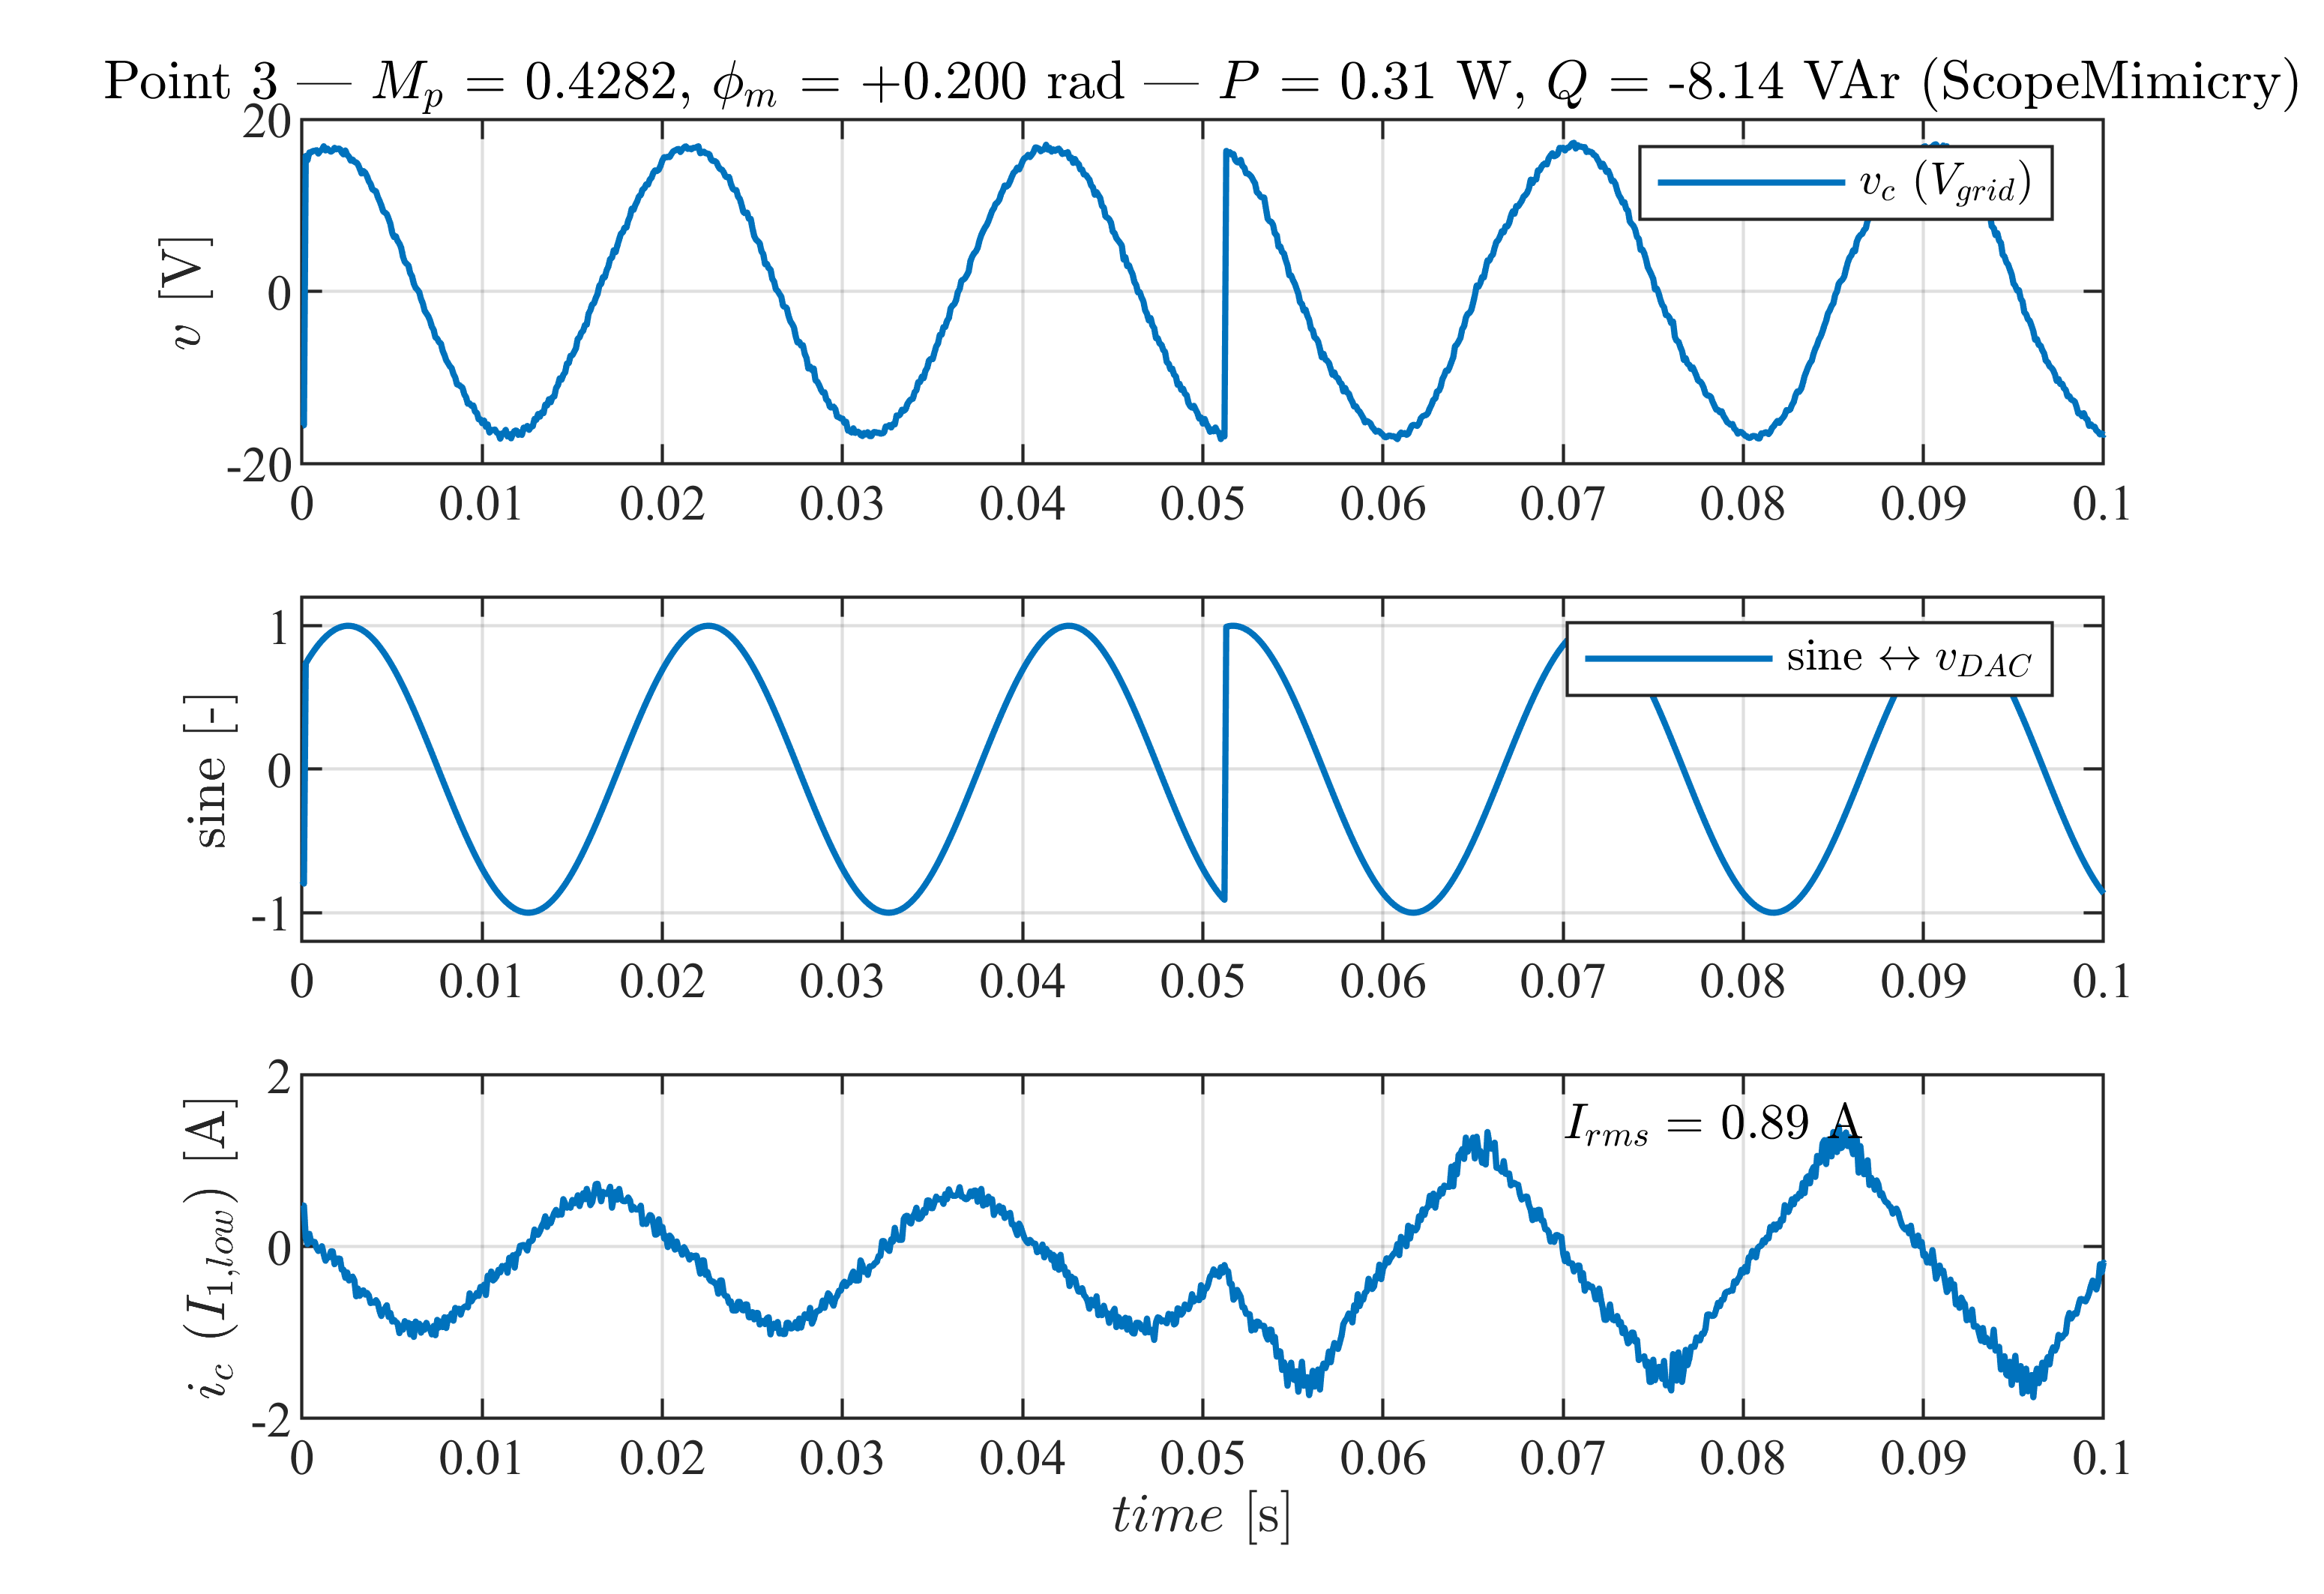 Point 3 — M_p = 0.4282, ϕ_m = +0.200 rad — P = 0.31 W, Q = -8.14 VAr (ScopeMimicry)
20
0
-20
v [V]
v_c (V_grid)
0 0.01 0.02 0.03 0.04 0.05 0.06 0.07 0.08 0.09 0.1
1
0
-1
sine [-]
sine ↔ v_DAC
0 0.01 0.02 0.03 0.04 0.05 0.06 0.07 0.08 0.09 0.1
2
0
-2
i_c (I_1,low) [A]
I_rms = 0.89 A
0 0.01 0.02 0.03 0.04 0.05 0.06 0.07 0.08 0.09 0.1
time [s]